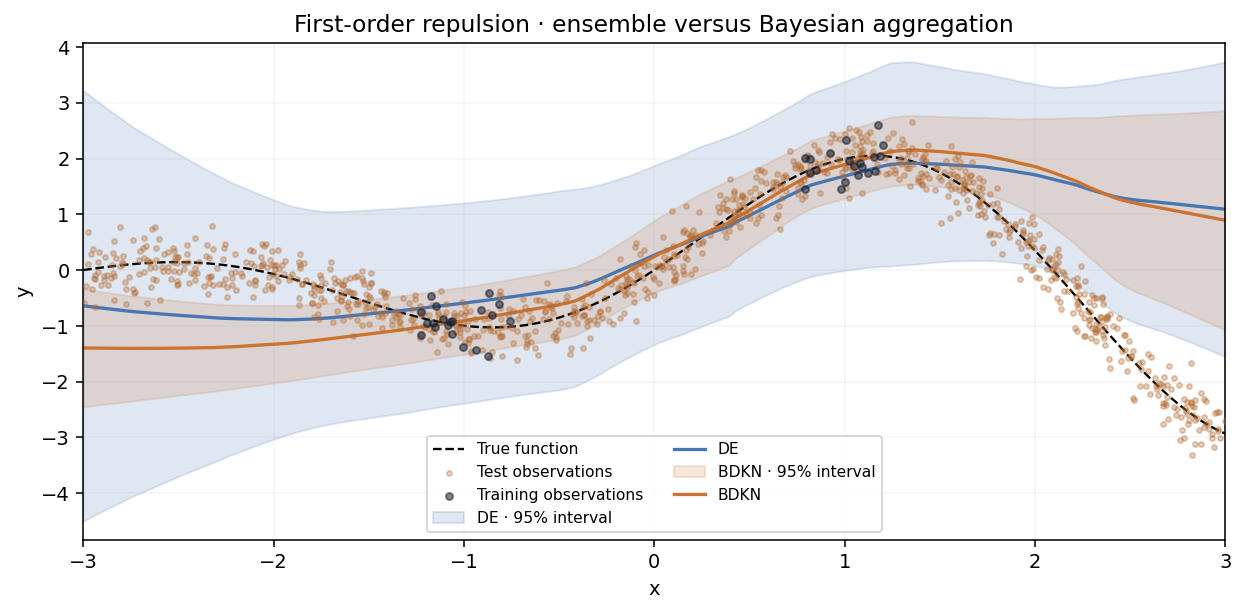 First-order repulsion · ensemble versus Bayesian aggregation
4
3
2
1
0
−1
−2
−3
−4
y
True function
Test observations
Training observations
DE · 95% interval
DE
BDKN · 95% interval
BDKN
−3
−2
−1
0
1
2
3
x